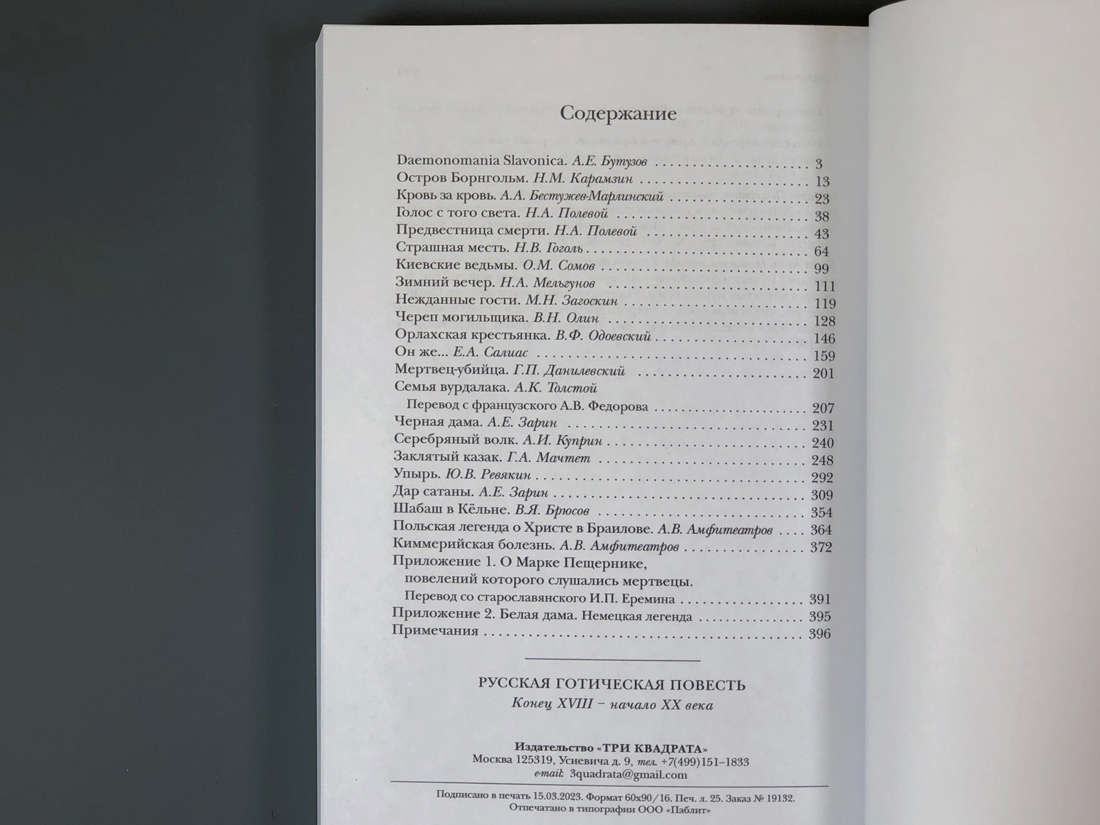 Содержание
Daemonomania Slavonica. А.Е. Бутузов . . . . . . . . . . . . . . . . . . . 3
Остров Борнгольм. Н.М. Карамзин . . . . . . . . . . . . . . . . . . . . 13
Кровь за кровь. А.А. Бестужев-Марлинский . . . . . . . . . . . . . . . . 23
Голос с того света. Н.А. Полевой . . . . . . . . . . . . . . . . . . . . . . 38
Предвестница смерти. Н.А. Полевой . . . . . . . . . . . . . . . . . . . . 43
Страшная месть. Н.В. Гоголь . . . . . . . . . . . . . . . . . . . . . . . . . 64
Киевские ведьмы. О.М. Сомов . . . . . . . . . . . . . . . . . . . . . . . . 99
Зимний вечер. Н.А. Мельгунов . . . . . . . . . . . . . . . . . . . . . . . 111
Нежданные гости. М.Н. Загоскин . . . . . . . . . . . . . . . . . . . . . 119
Череп могильщика. В.Н. Олин . . . . . . . . . . . . . . . . . . . . . . . 128
Орлахская крестьянка. В.Ф. Одоевский . . . . . . . . . . . . . . . . . 146
Он же... Е.А. Салиас . . . . . . . . . . . . . . . . . . . . . . . . . . . . . . 159
Мертвец-убийца. Г.П. Данилевский . . . . . . . . . . . . . . . . . . . 201
Семья вурдалака. А.К. Толстой
Перевод с французского А.В. Федорова . . . . . . . . . . . . . . . . . 207
Черная дама. А.Е. Зарин . . . . . . . . . . . . . . . . . . . . . . . . . . . 231
Серебряный волк. А.И. Куприн . . . . . . . . . . . . . . . . . . . . . . . 240
Заклятый казак. Г.А. Мачтет . . . . . . . . . . . . . . . . . . . . . . . . 248
Упырь. Ю.В. Ревякин . . . . . . . . . . . . . . . . . . . . . . . . . . . . . . 292
Дар сатаны. А.Е. Зарин . . . . . . . . . . . . . . . . . . . . . . . . . . . . 309
Шабаш в Кёльне. В.Я. Брюсов . . . . . . . . . . . . . . . . . . . . . . . 354
Польская легенда о Христе в Браилове. А.В. Амфитеатров . . . . 364
Киммерийская болезнь. А.В. Амфитеатров . . . . . . . . . . . . . . 372
Приложение 1. О Марке Пещернике,
повелений которого слушались мертвецы.
Перевод со старославянского И.П. Еремина . . . . . . . . . . . . . . 391
Приложение 2. Белая дама. Немецкая легенда . . . . . . . . . . . . 395
Примечания . . . . . . . . . . . . . . . . . . . . . . . . . . . . . . . . . . . . 396
РУССКАЯ ГОТИЧЕСКАЯ ПОВЕСТЬ
Конец XVIII – начало XX века
Издательство «ТРИ КВАДРАТА»
Москва 125319, Усиевича д. 9, тел. +7(499)151–1833
e-mail: 3quadrata@gmail.com
Подписано в печать 15.03.2023. Формат 60х90/16. Печ. л. 25. Заказ № 19132.
Отпечатано в типографии ООО «Паблит»